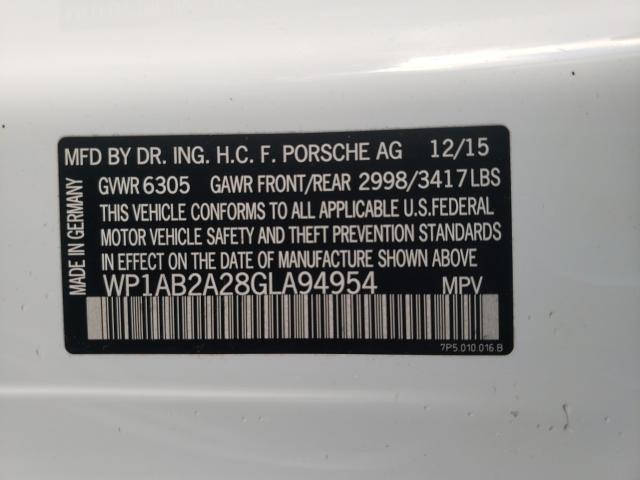 MFD BY DR. ING. H.C. F. PORSCHE AG 12/15
GVWR 6305 GAWR FRONT/REAR 2998/3417 LBS
THIS VEHICLE CONFORMS TO ALL APPLICABLE U.S.FEDERAL
MOTOR VEHICLE SAFETY AND THEFT PREVENTION STANDARDS
IN EFFECT ON THE DATE OF MANUFACTURE SHOWN ABOVE
WP1AB2A28GLA94954 MPV
7P5.010.016.B
MADE IN GERMANY